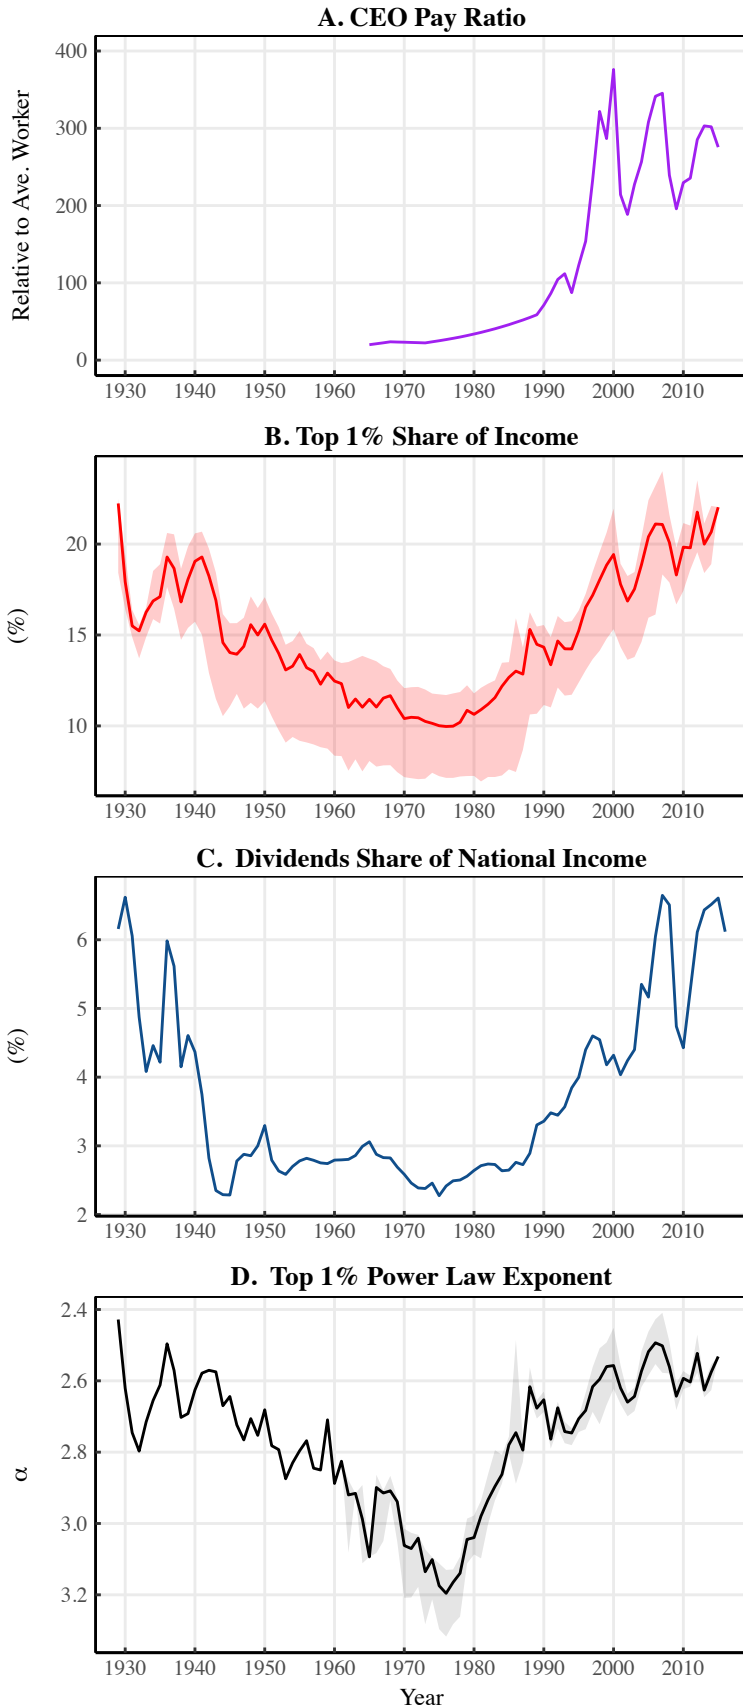 A. CEO Pay Ratio
Relative to Ave. Worker
400
300
200
100
0
1930 1940 1950 1960 1970 1980 1990 2000 2010
B. Top 1% Share of Income
(%)
20
15
10
1930 1940 1950 1960 1970 1980 1990 2000 2010
C. Dividends Share of National Income
(%)
6
5
4
3
2
1930 1940 1950 1960 1970 1980 1990 2000 2010
D. Top 1% Power Law Exponent
α
2.4
2.6
2.8
3.0
3.2
1930 1940 1950 1960 1970 1980 1990 2000 2010
Year